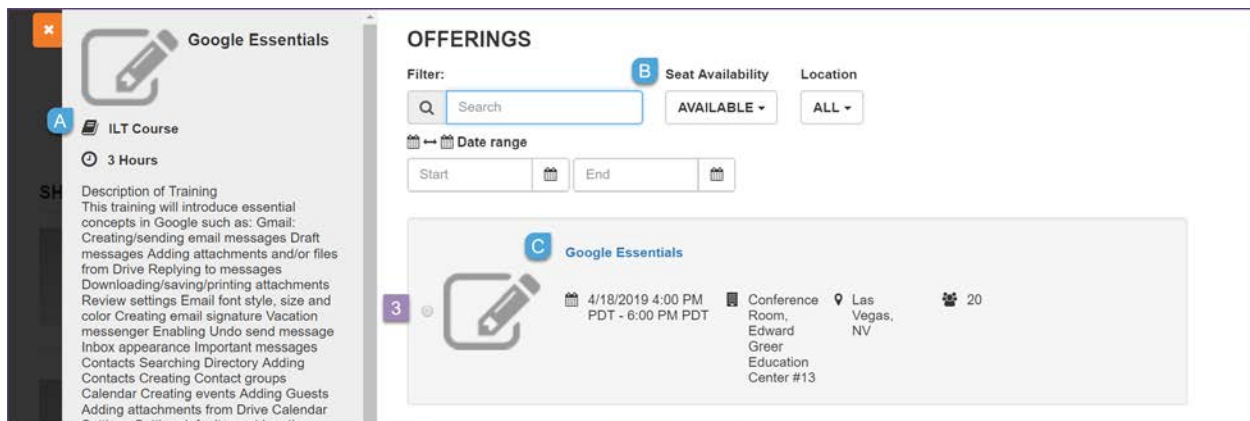 Google Essentials
A
ILT Course
3 Hours
Description of Training
This training will introduce essential
concepts in Google such as: Gmail:
Creating/sending email messages Draft
messages Adding attachments and/or files
from Drive Replying to messages
Downloading/saving/printing attachments
Review settings Email font style, size and
color Creating email signature Vacation
messenger Enabling Undo send message
Inbox appearance Important messages
Contacts Searching Directory Adding
Contacts Creating Contact groups
Calendar Creating events Adding Guests
Adding attachments from Drive Calendar
SH
OFFERINGS
Filter:
B
Seat Availability
Location
Search
AVAILABLE
ALL
Date range
Start
End
C
Google Essentials
3
4/18/2019 4:00 PM
PDT - 6:00 PM PDT
Conference
Room,
Edward
Greer
Education
Center #13
Las
Vegas,
NV
20